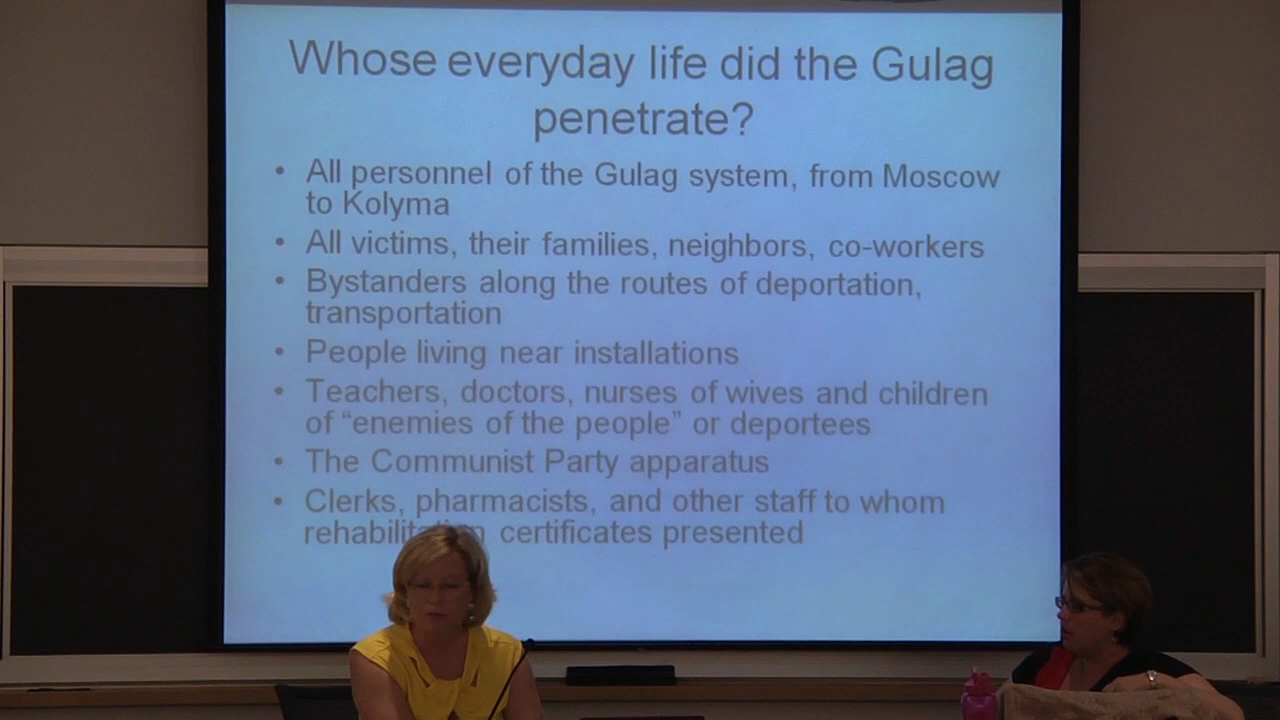 Whose everyday life did the Gulag
penetrate?
• All personnel of the Gulag system, from Moscow
to Kolyma
• All victims, their families, neighbors, co-workers
• Bystanders along the routes of deportation,
transportation
• People living near installations
• Teachers, doctors, nurses of wives and children
of “enemies of the people” or deportees
• The Communist Party apparatus
• Clerks, pharmacists, and other staff to whom
rehabilitation certificates presented